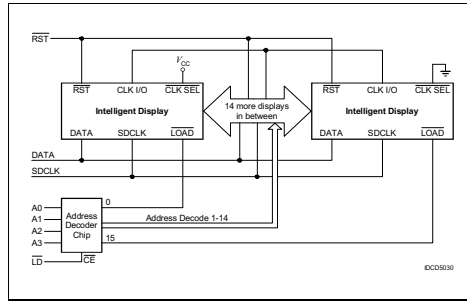 RST
VCC
RST CLK I/O CLK SEL
Intelligent Display
DATA SDCLK LOAD
14 more displays
in between
RST CLK I/O CLK SEL
Intelligent Display
DATA SDCLK LOAD
DATA
SDCLK
A0
A1
A2
A3
Address
Decoder
Chip
0
Address Decode 1-14
15
LD
CE
IDCD5030